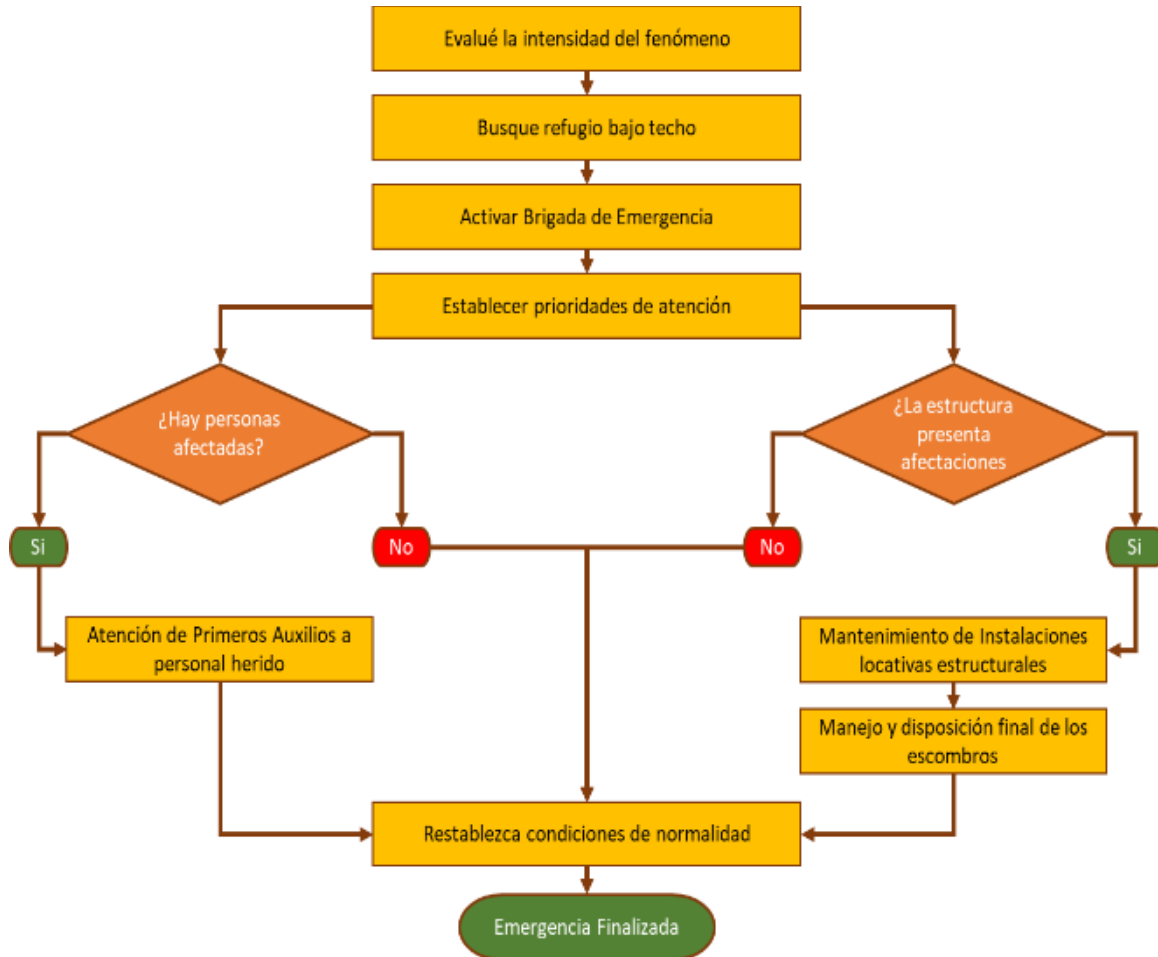 Evalué la intensidad del fenómeno
Busque refugio bajo techo
Activar Brigada de Emergencia
Establecer prioridades de atención
¿Hay personas
afectadas?
¿La estructura
presenta
afectaciones
Si
No
No
Si
Atención de Primeros Auxilios a
personal herido
Mantenimiento de Instalaciones
locativas estructurales
Manejo y disposición final de los
escombros
Restablezca condiciones de normalidad
Emergencia Finalizada